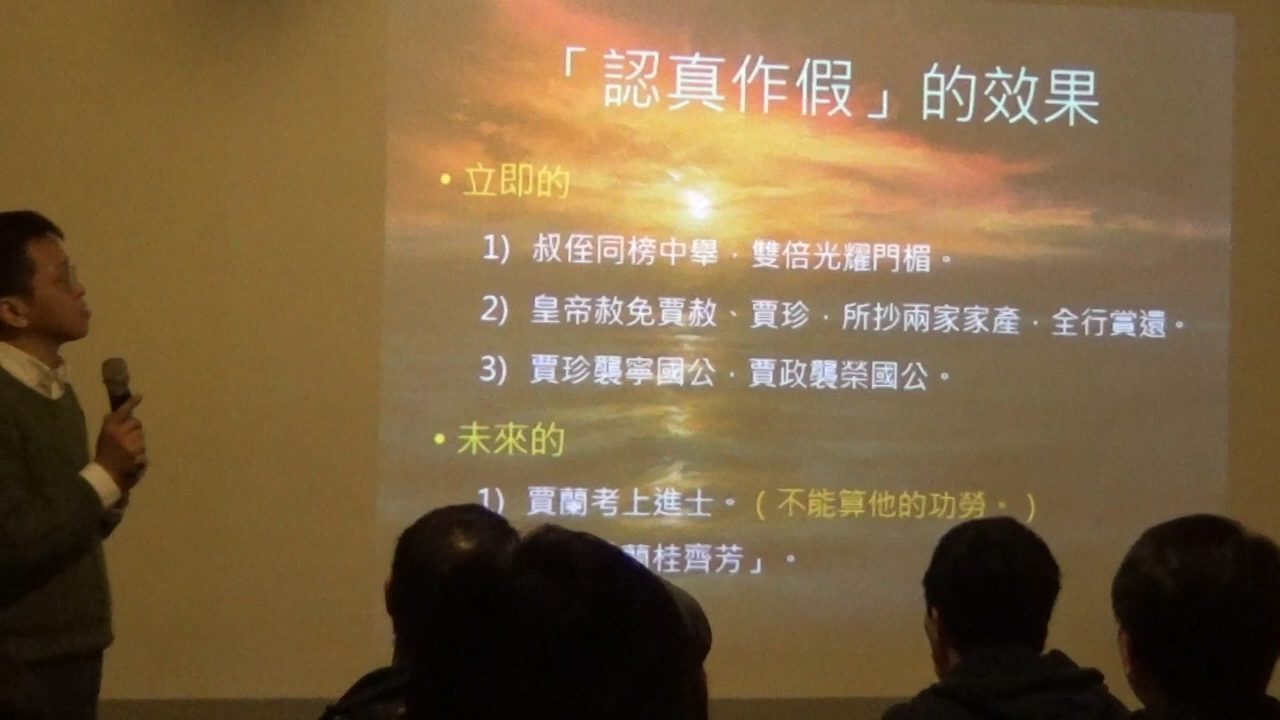 「認真作假」的效果
• 立即的
1) 叔侄同榜中舉，雙倍光耀門楣。
2) 皇帝赦免賈赦、賈珍，所抄兩家家產，全行賞還。
3) 賈珍襲寧國公，賈政襲榮國公。
• 未來的
1) 賈蘭考上進士。（不能算他的功勞。）
蘭桂齊芳」。